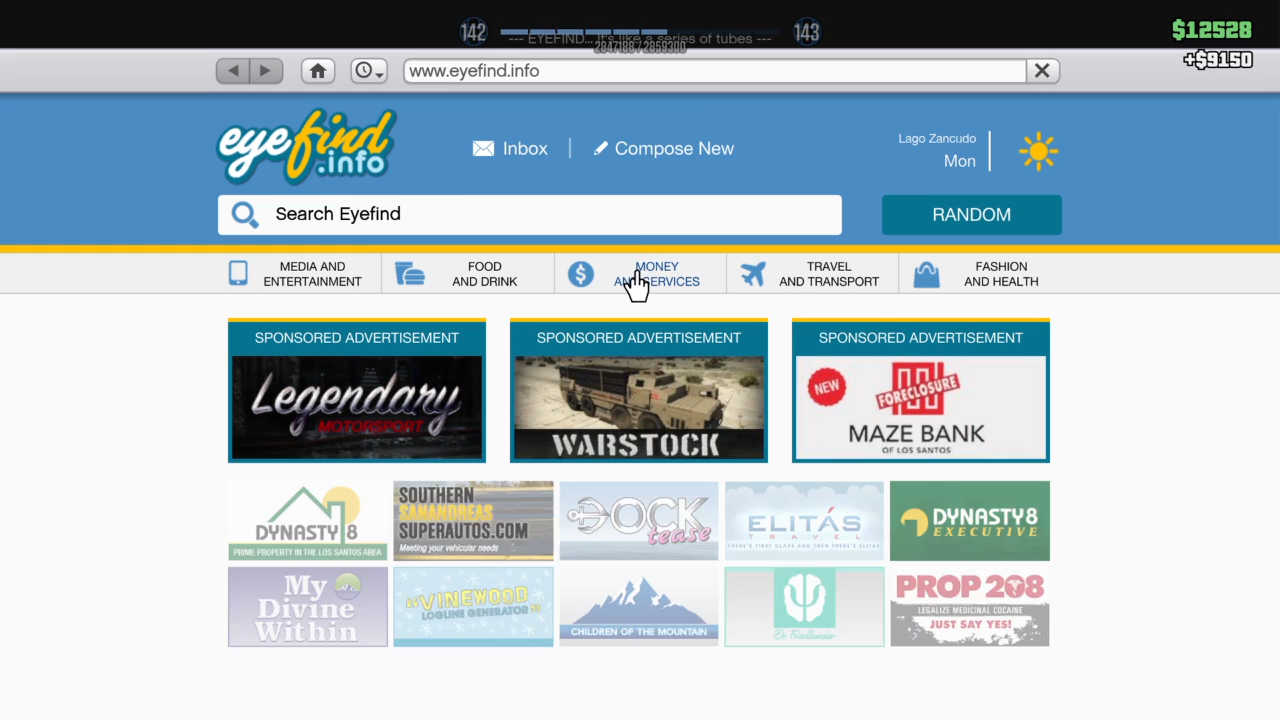 142
--- EYEFIND... It's like a series of tubes ---
143
2847188 / 2859300
$12528
+$9150
www.eyefind.info
eyefind
.info
Inbox
Compose New
Lago Zancudo
Mon
Search Eyefind
RANDOM
MEDIA AND
ENTERTAINMENT
FOOD
AND DRINK
MONEY
AND SERVICES
TRAVEL
AND TRANSPORT
FASHION
AND HEALTH
SPONSORED ADVERTISEMENT
Legendary
MOTORSPORT
SPONSORED ADVERTISEMENT
WARSTOCK
SPONSORED ADVERTISEMENT
NEW
FORECLOSURE
MAZE BANK
OF LOS SANTOS
DYNASTY 8
PRIME PROPERTY IN THE LOS SANTOS AREA
SOUTHERN
SANANDREAS
SUPERAUTOS.COM
Meeting your vehicular needs
DOCK
tease
ELITÁS
TRAVEL
THERE'S FIRST CLASS AND THEN THERE'S ELITAS
DYNASTY 8
EXECUTIVE
My
Divine
Within
VINEWOOD
LOGLINE GENERATOR
CHILDREN OF THE MOUNTAIN
Dr. Friedlander
PROP 208
LEGALIZE MEDICINAL COCAINE
JUST SAY YES!